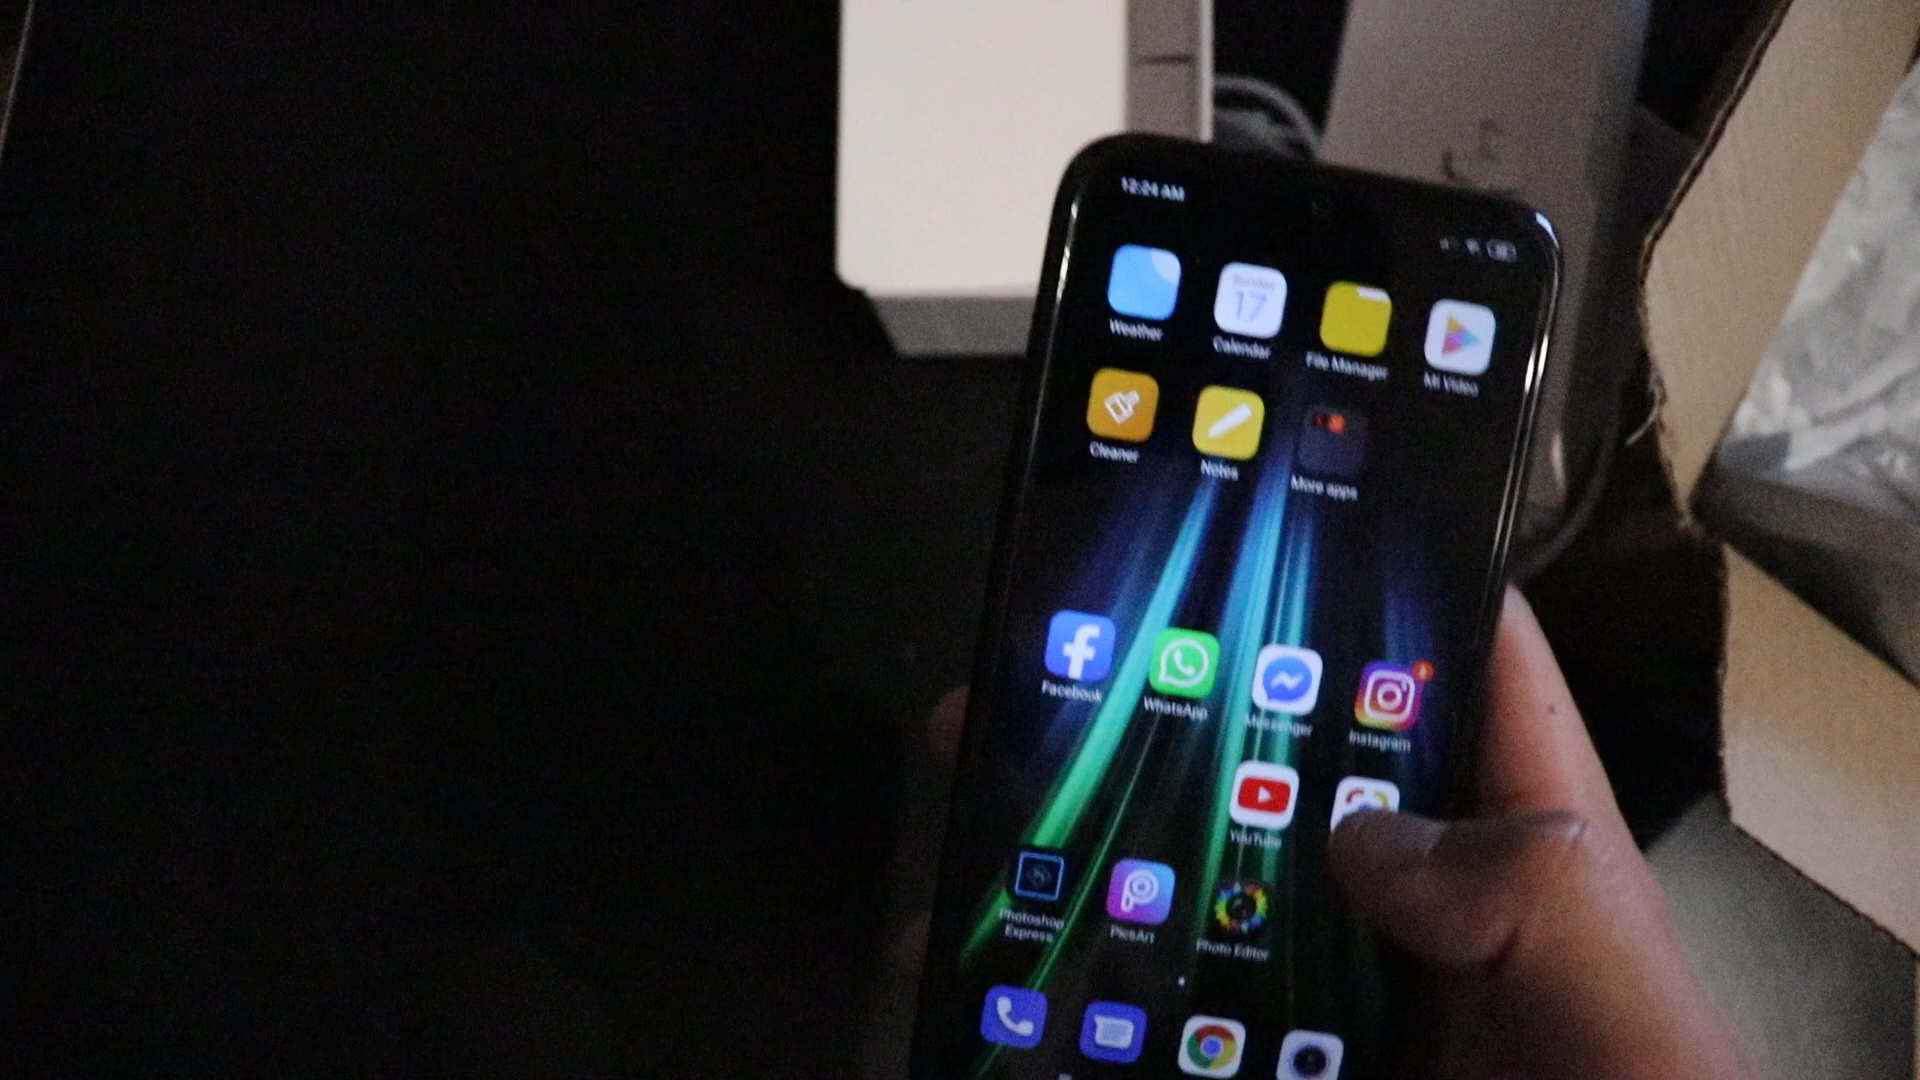 12:24 AM
Sunday
17
Weather
Calendar
File Manager
Mi Video
Cleaner
Notes
More apps
Facebook
WhatsApp
Messenger
Instagram
YouTube
Photoshop
Express
PicsArt
Photo Editor